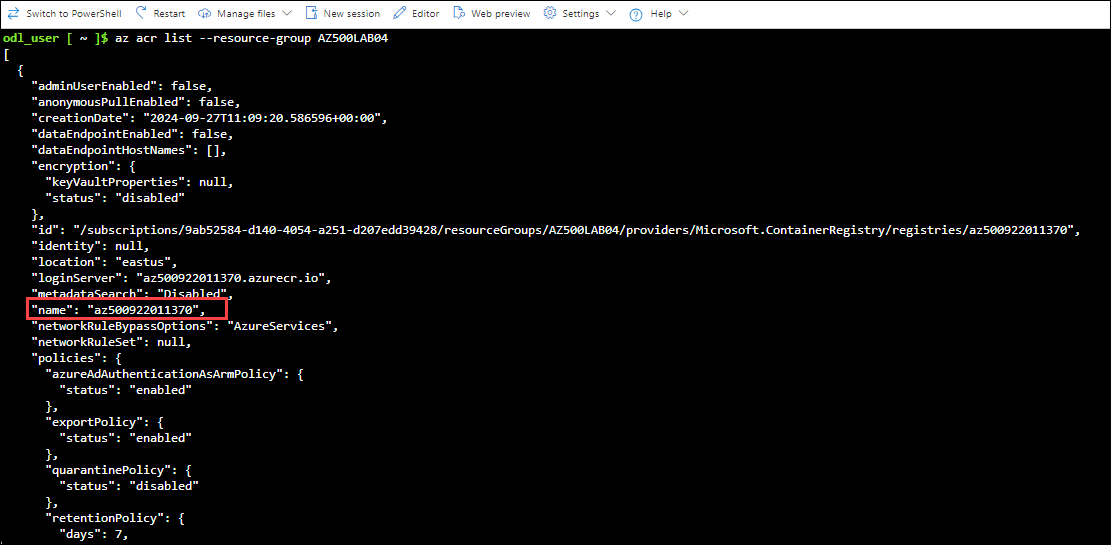 Switch to PowerShell Restart Manage files New session Editor Web preview Settings Help
odl_user [ ~ ]$ az acr list --resource-group AZ500LAB04
[
  {
    "adminUserEnabled": false,
    "anonymousPullEnabled": false,
    "creationDate": "2024-09-27T11:09:20.586596+00:00",
    "dataEndpointEnabled": false,
    "dataEndpointHostNames": [],
    "encryption": {
      "keyVaultProperties": null,
      "status": "disabled"
    },
    "id": "/subscriptions/9ab52584-d140-4054-a251-d207edd39428/resourceGroups/AZ500LAB04/providers/Microsoft.ContainerRegistry/registries/az500922011370",
    "identity": null,
    "location": "eastus",
    "loginServer": "az500922011370.azurecr.io",
    "metadataSearch": "Disabled",
    "name": "az500922011370",
    "networkRuleBypassOptions": "AzureServices",
    "networkRuleSet": null,
    "policies": {
      "azureAdAuthenticationAsArmPolicy": {
        "status": "enabled"
      },
      "exportPolicy": {
        "status": "enabled"
      },
      "quarantinePolicy": {
        "status": "disabled"
      },
      "retentionPolicy": {
        "days": 7,